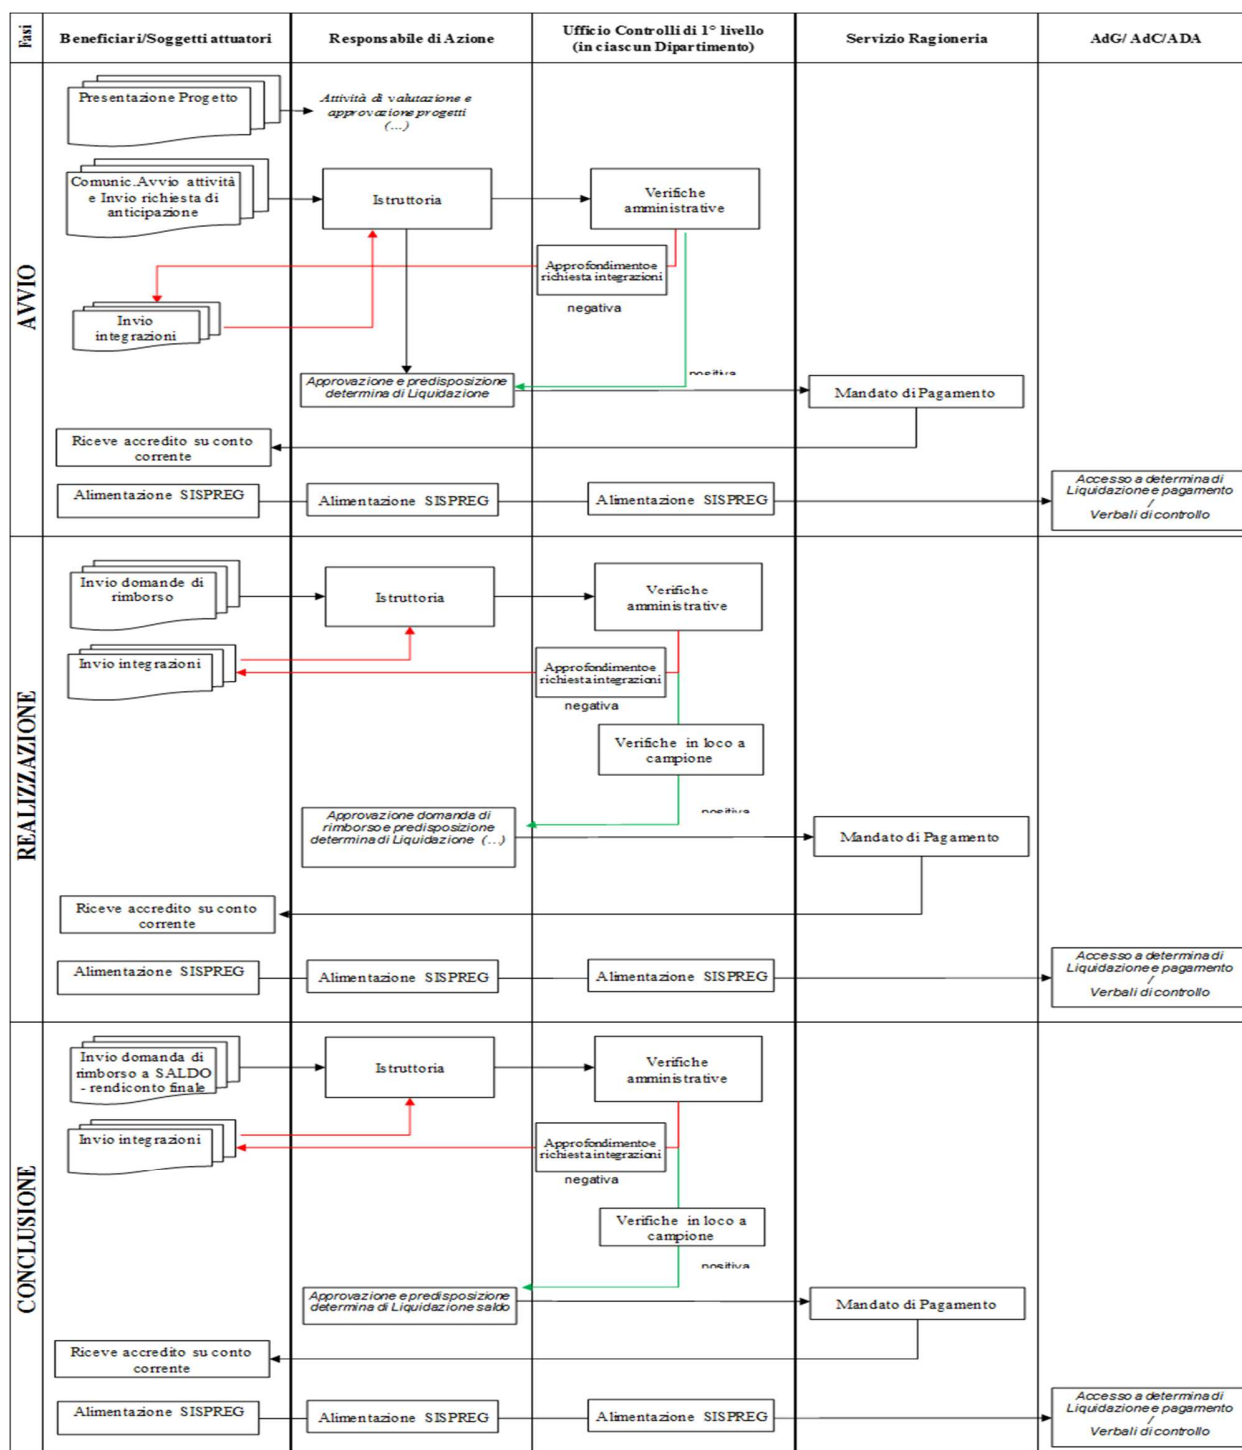 Fasi
Beneficiari/Soggetti attuatori
Responsabile di Azione
Ufficio Controlli di 1° livello
(in ciascun Dipartimento)
Servizio Ragioneria
AdG/ AdC/ADA
AVVIO
Presentazione Progetto
Attività di valutazione e
approvazione progetti
(...)
Comunic.Avvio attività
e Invio richiesta di
anticipazione
Istruttoria
Verifiche
amministrative
Approfondimento e
richiesta integrazioni
negativa
Invio
integrazioni
positiva
Approvazione e predisposizione
determina di Liquidazione
Mandato di Pagamento
Riceve accredito su conto
corrente
Alimentazione SISPREG
Alimentazione SISPREG
Alimentazione SISPREG
Accesso a determina di
Liquidazione e pagamento
/
Verbali di controllo
REALIZZAZIONE
Invio domande di
rimborso
Istruttoria
Verifiche
amministrative
Invio integrazioni
Approfondimento e
richiesta integrazioni
negativa
Verifiche in loco a
campione
positiva
Approvazione domanda di
rimborso e predisposizione
determina di Liquidazione (...)
Mandato di Pagamento
Riceve accredito su conto
corrente
Alimentazione SISPREG
Alimentazione SISPREG
Alimentazione SISPREG
Accesso a determina di
Liquidazione e pagamento
/
Verbali di controllo
CONCLUSIONE
Invio domanda di
rimborso a SALDO
- rendiconto finale
Istruttoria
Verifiche
amministrative
Invio integrazioni
Approfondimento e
richiesta integrazioni
negativa
Verifiche in loco a
campione
positiva
Approvazione e predisposizione
determina di Liquidazione saldo
Mandato di Pagamento
Riceve accredito su conto
corrente
Alimentazione SISPREG
Alimentazione SISPREG
Alimentazione SISPREG
Accesso a determina di
Liquidazione e pagamento
/
Verbali di controllo